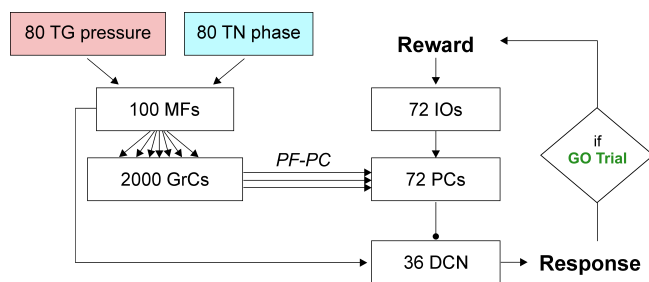 80 TG pressure
80 TN phase
Reward
100 MFs
72 IOs
if
GO Trial
PF-PC
2000 GrCs
72 PCs
36 DCN
Response